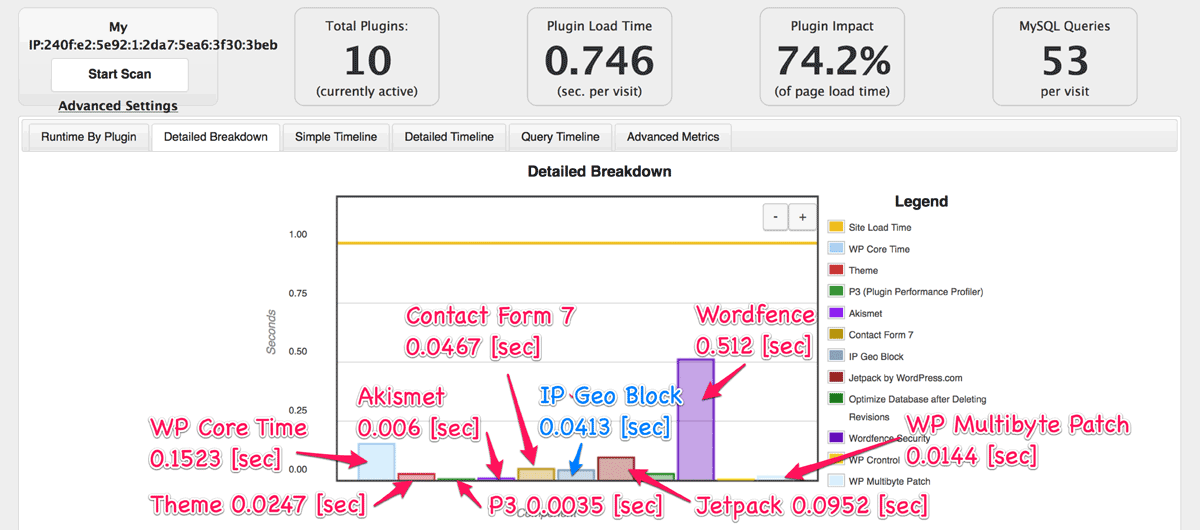 My
IP:240f:e2:5e92:1:2da7:5ea6:3f30:3beb
Start Scan
Advanced Settings
Total Plugins:
10
(currently active)
Plugin Load Time
0.746
(sec. per visit)
Plugin Impact
74.2%
(of page load time)
MySQL Queries
53
per visit
Runtime By Plugin
Detailed Breakdown
Simple Timeline
Detailed Timeline
Query Timeline
Advanced Metrics
Detailed Breakdown
- +
1.00
0.75
0.50
0.25
0.00
Seconds
Contact Form 7
0.0467 [sec]
Wordfence
0.512 [sec]
Akismet
0.006 [sec]
IP Geo Block
0.0413 [sec]
WP Core Time
0.1523 [sec]
WP Multibyte Patch
0.0144 [sec]
Theme 0.0247 [sec]
P3 0.0035 [sec]
Jetpack 0.0952 [sec]
Legend
Site Load Time
WP Core Time
Theme
P3 (Plugin Performance Profiler)
Akismet
Contact Form 7
IP Geo Block
Jetpack by WordPress.com
Optimize Database after Deleting
Revisions
Wordfence Security
WP Crontrol
WP Multibyte Patch